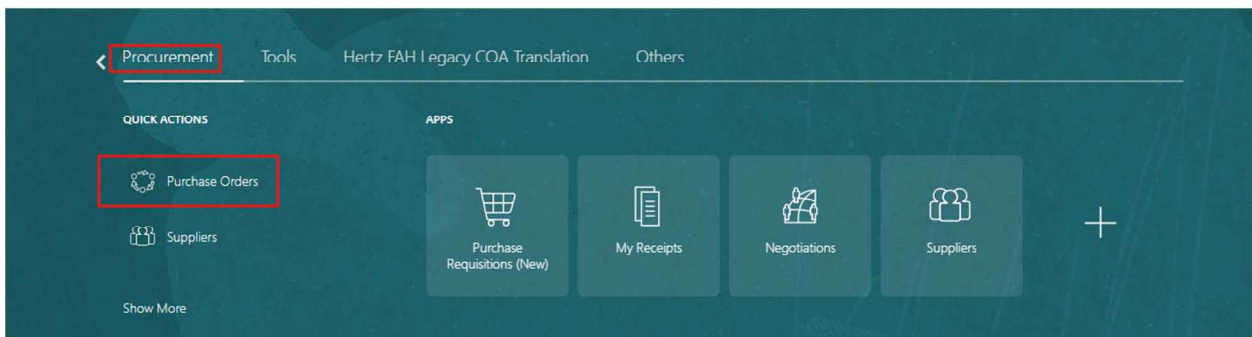 Procurement Tools Hertz FAH Legacy COA Translation Others
QUICK ACTIONS
Purchase Orders
Suppliers
Show More
APPS
Purchase
Requisitions (New)
My Receipts
Negotiations
Suppliers